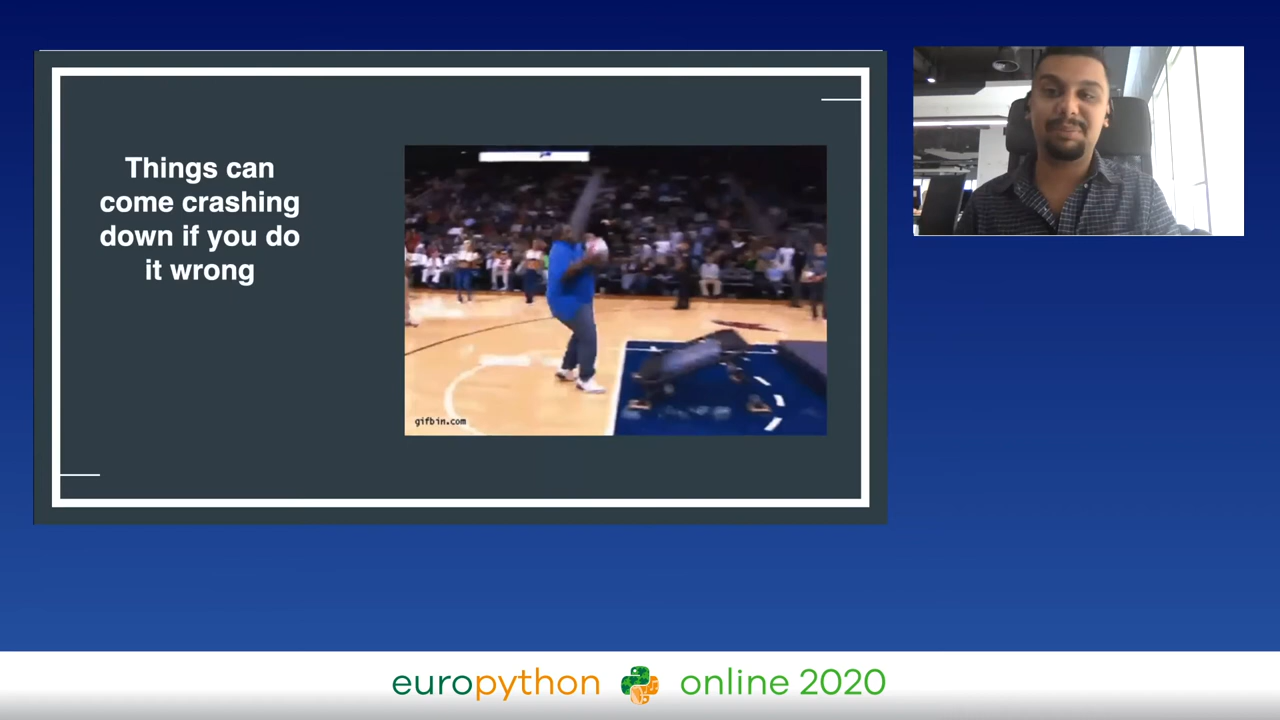 Things can
come crashing
down if you do
it wrong
gifbin.com
europython online 2020